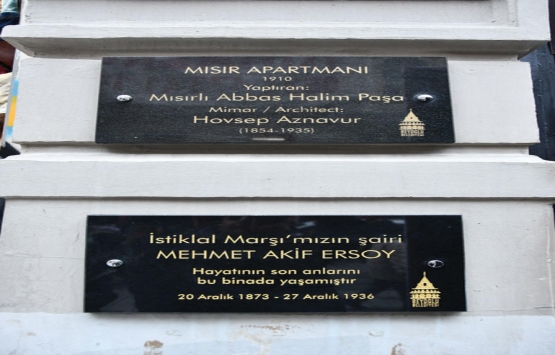 MISIR APARTMANI
1910
Yaptıran:
Mısırlı Abbas Halim Paşa
Mimar / Architect:
Hovsep Aznavur
(1854-1935)
İstiklal Marşı'mızın şairi
MEHMET AKİF ERSOY
Hayatının son anlarını
bu binada yaşamıştır
20 Aralık 1873 - 27 Aralık 1936